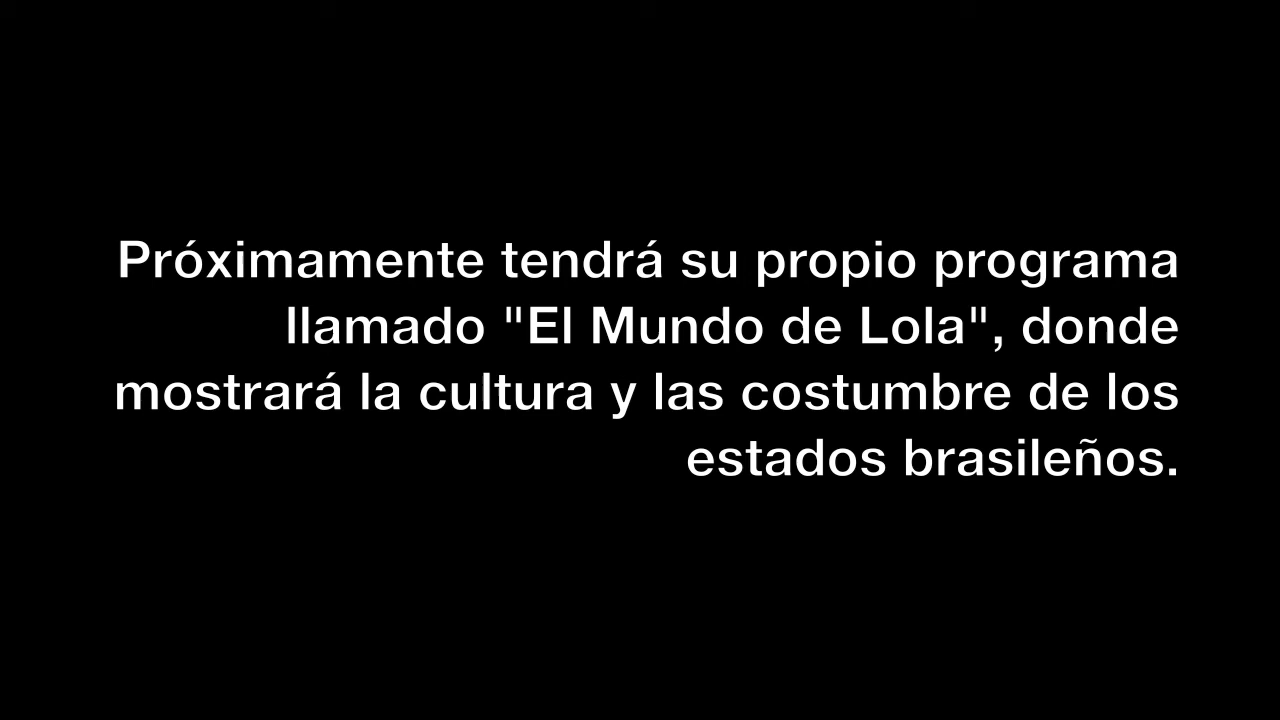 Próximamente tendrá su propio programa
llamado "El Mundo de Lola", donde
mostrará la cultura y las costumbre de los
estados brasileños.